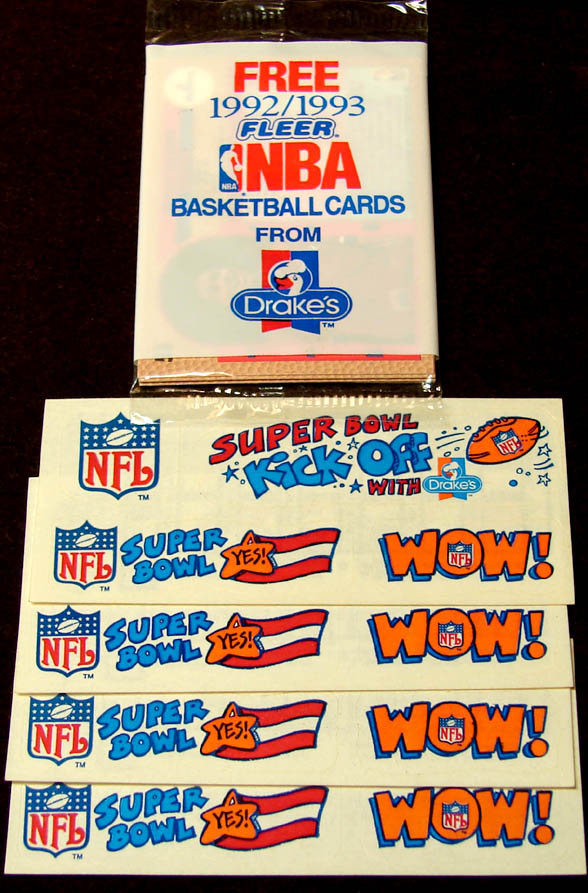 FREE
1992/1993
FLEER
NBA NBA
BASKETBALL CARDS
FROM
Drake's TM
NFL TM SUPER BOWL
Kick Off
WITH Drake's
NFL
NFL TM SUPER BOWL YES! WOW! NFL
NFL TM SUPER BOWL YES! WOW! NFL
NFL TM SUPER BOWL YES! WOW! NFL
NFL TM SUPER BOWL YES! WOW! NFL